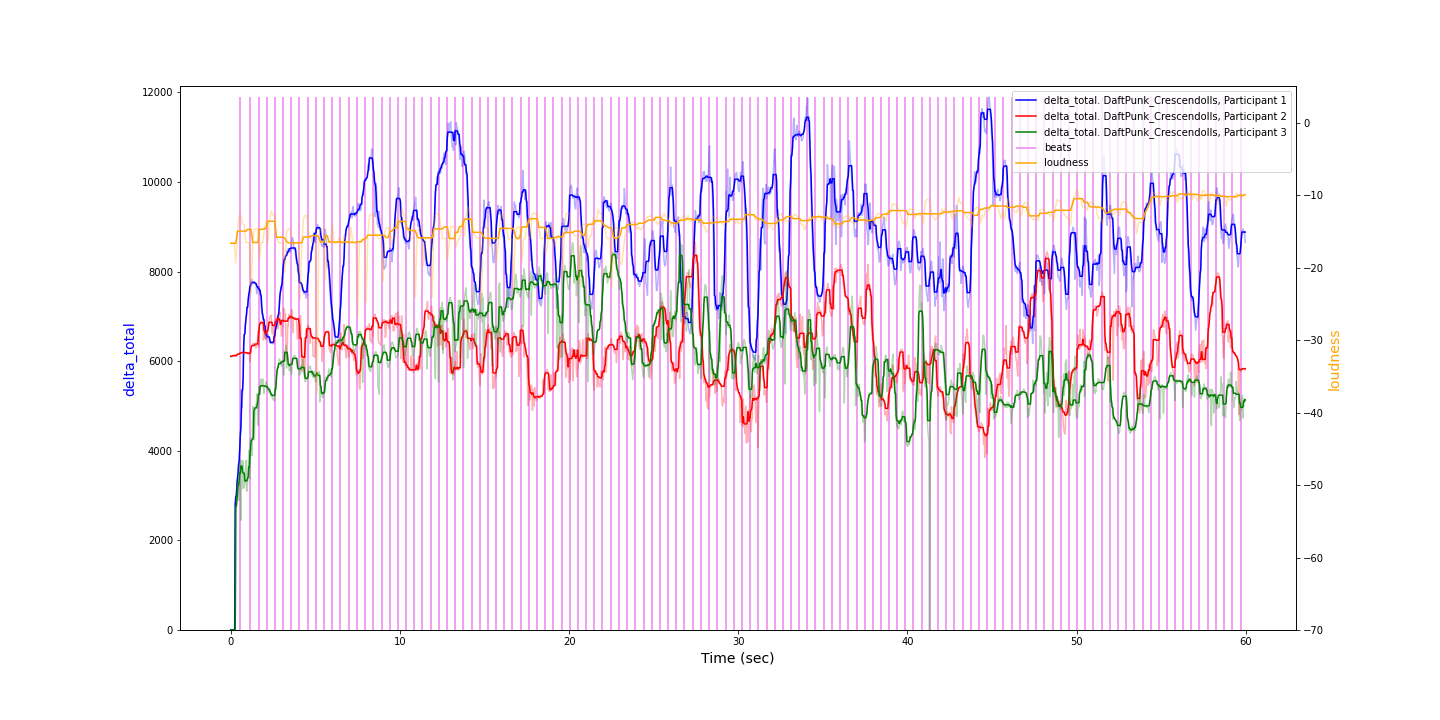 12000
10000
8000
6000
4000
2000
0
delta_total
0
−10
−20
−30
−40
−50
−60
−70
loudness
delta_total. DaftPunk_Crescendolls, Participant 1
delta_total. DaftPunk_Crescendolls, Participant 2
delta_total. DaftPunk_Crescendolls, Participant 3
beats
loudness
0 10 20 30 40 50 60
Time (sec)